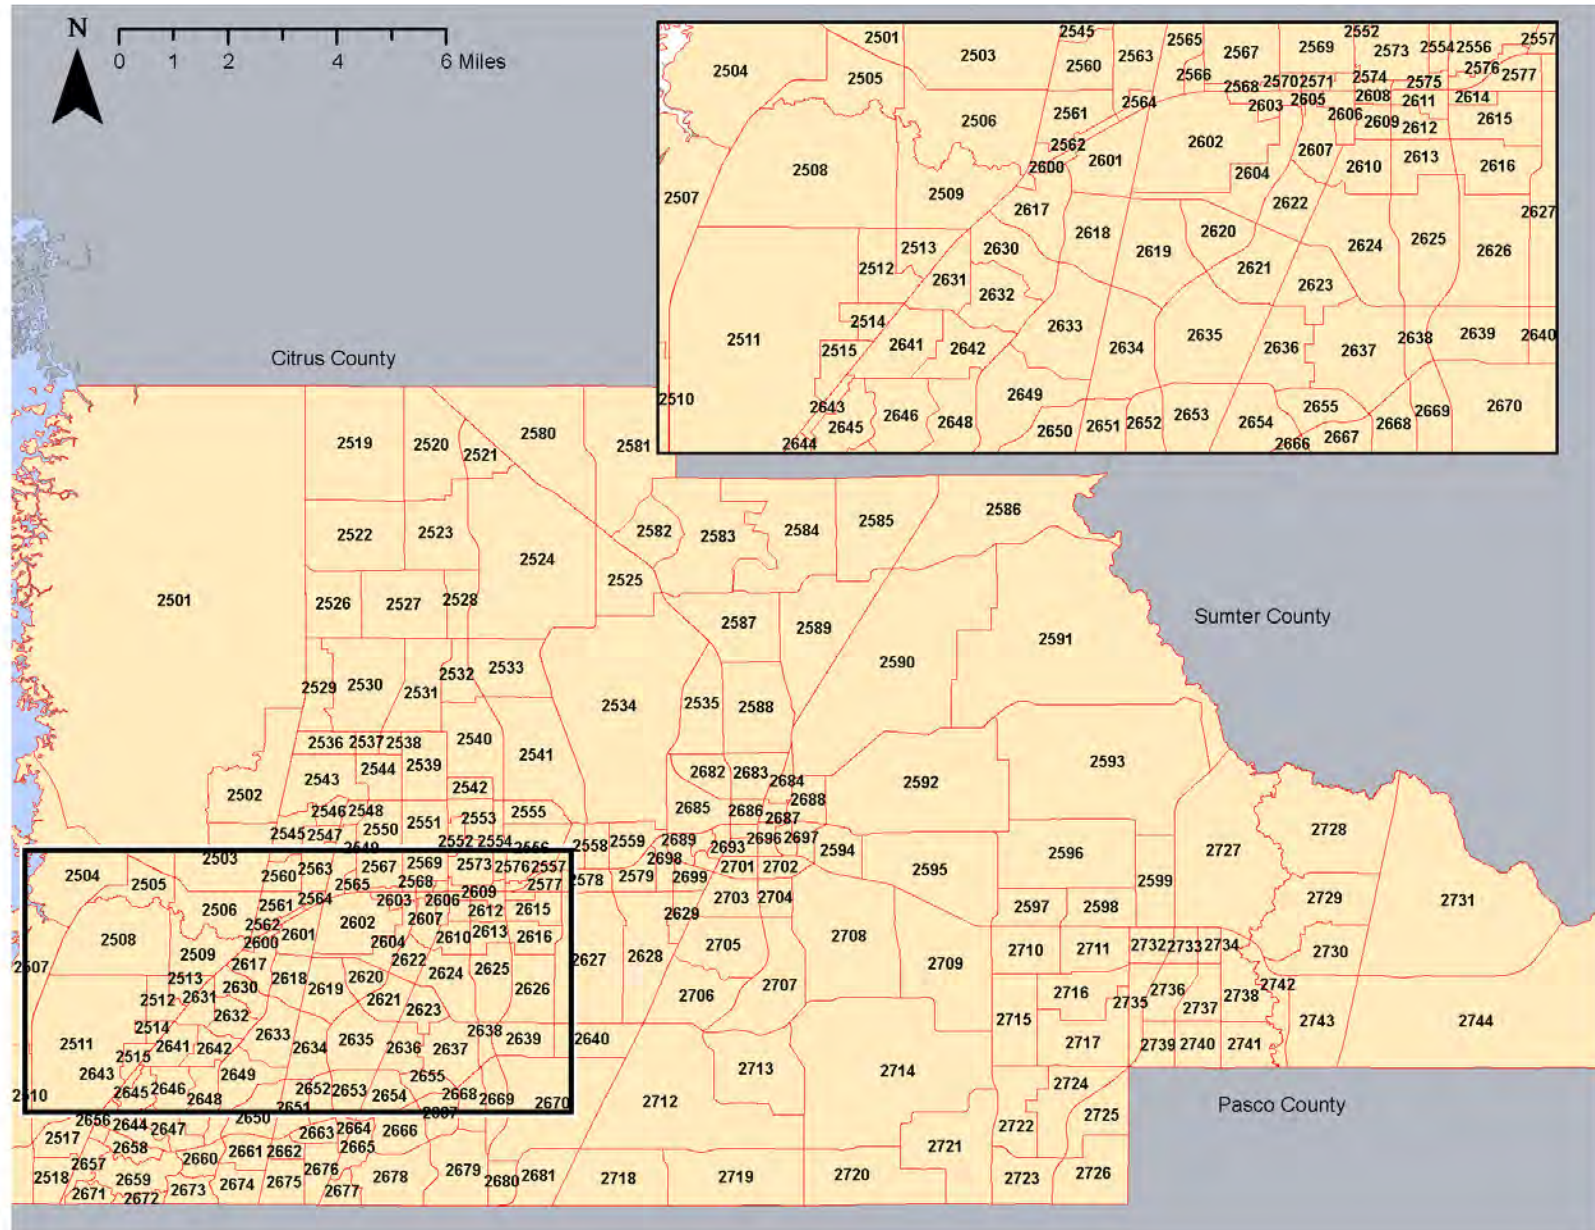 N
0 1 2 4 6 Miles
2501 2503 2545 2563 2565 2567 2569 2552 2573 2554 2556 2557
2504 2505 2560 2566 2568 2570 2571 2574 2575 2576 2577
2506 2561 2564 2603 2605 2608 2611 2614
2562 2602 2606 2609 2612 2615
2508 2600 2601 2604 2607 2610 2613 2616
2507 2509 2617 2622 2627
2513 2630 2618 2619 2620 2624 2625 2626
2512 2631 2632 2621 2623
2514 2633
2511 2515 2641 2642 2634 2635 2636 2637 2638 2639 2640
2510 2643 2645 2646 2648 2649 2650 2651 2652 2653 2654 2655 2668 2669 2670
2644 2666 2667
Citrus County
2519 2520 2521 2580 2581
2522 2523 2524 2582 2583 2584 2585 2586
2501 2526 2527 2528 2525
Sumter County
2587 2589 2590 2591
2529 2530 2531 2532 2533 2534 2535 2588
2536 2537 2538 2540 2541
2543 2544 2539 2542 2682 2683 2684 2592 2593
2502 2546 2548 2550 2551 2553 2555 2685 2686 2687 2688
2545 2547 2549 2552 2554 2556 2558 2559 2689 2693 2696 2697 2594 2596 2727 2728
2503 2563 2567 2569 2573 2576 2557 2698 2701 2702 2595
2504 2505 2560 2565 2568 2577 2578 2579 2699 2599
2506 2561 2564 2603 2606 2609 2612 2615 2629 2703 2704 2597 2598 2729 2731
2562 2602 2607
2508 2600 2601 2604 2610 2613 2616 2705 2708 2710 2711 2732 2733 2734 2730
2507 2509 2617 2622 2627 2628 2709
2513 2630 2618 2619 2620 2624 2625 2626 2707 2742
2512 2631 2632 2621 2623 2706 2716 2735 2736 2737 2738
2514 2633 2638 2715 2743 2744
2511 2515 2641 2642 2634 2635 2636 2637 2639 2640 2717 2739 2740 2741
2643 2649 2655 2713 2714
2510 2645 2646 2648 2652 2653 2654 2668 2669 2670 2712 2724
Pasco County
2656 2644 2647 2650 2651 2667 2725
2517 2658 2663 2664 2665 2666 2722
2657 2660 2661 2662 2721
2518 2659 2676 2678 2679 2680 2681 2718 2719 2720 2723 2726
2671 2672 2673 2674 2675 2677